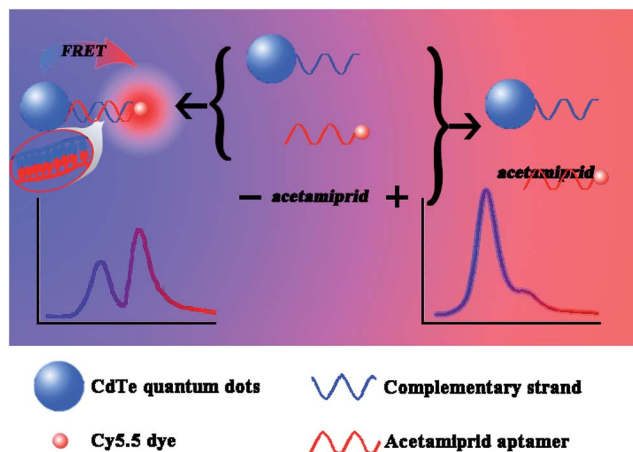 FRET
acetamiprid
− acetamiprid +
CdTe quantum dots
Complementary strand
Cy5.5 dye
Acetamiprid aptamer